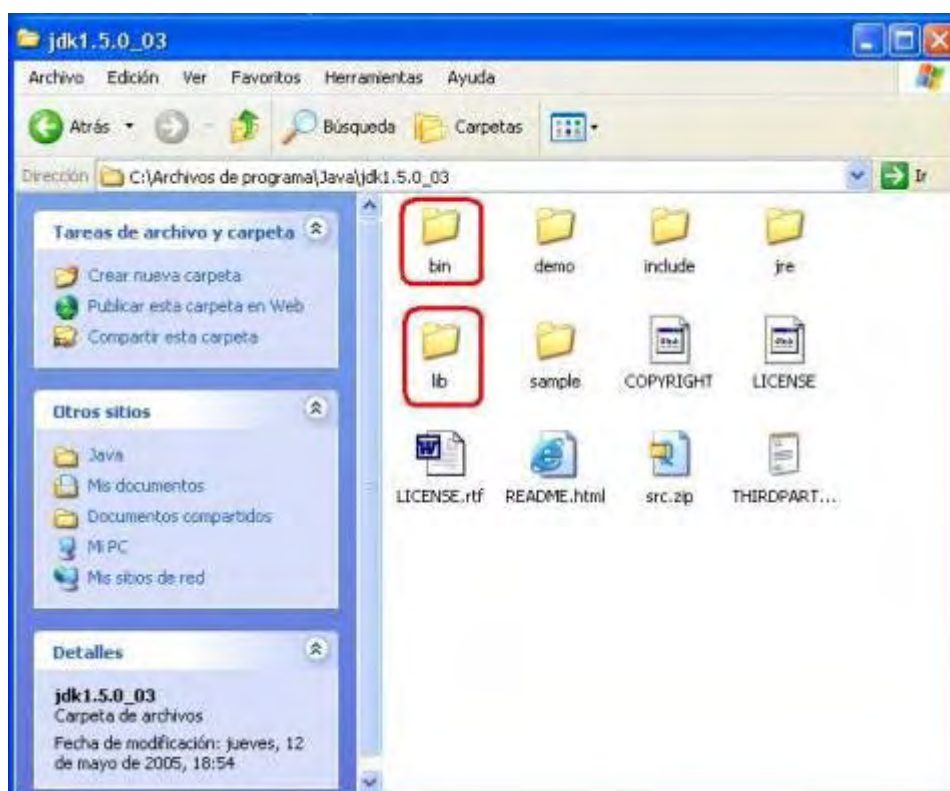 jdk1.5.0_03
Archivo Edición Ver Favoritos Herramientas Ayuda
Atrás Búsqueda Carpetas
Dirección C:\Archivos de programa\Java\jdk1.5.0_03 Ir
Tareas de archivo y carpeta
Crear nueva carpeta
Publicar esta carpeta en Web
Compartir esta carpeta
Otros sitios
Java
Mis documentos
Documentos compartidos
Mi PC
Mis sitios de red
Detalles
jdk1.5.0_03
Carpeta de archivos
Fecha de modificación: jueves, 12
de mayo de 2005, 18:54
bin demo include jre
lib sample COPYRIGHT LICENSE
LICENSE.rtf README.html src.zip THIRDPART...